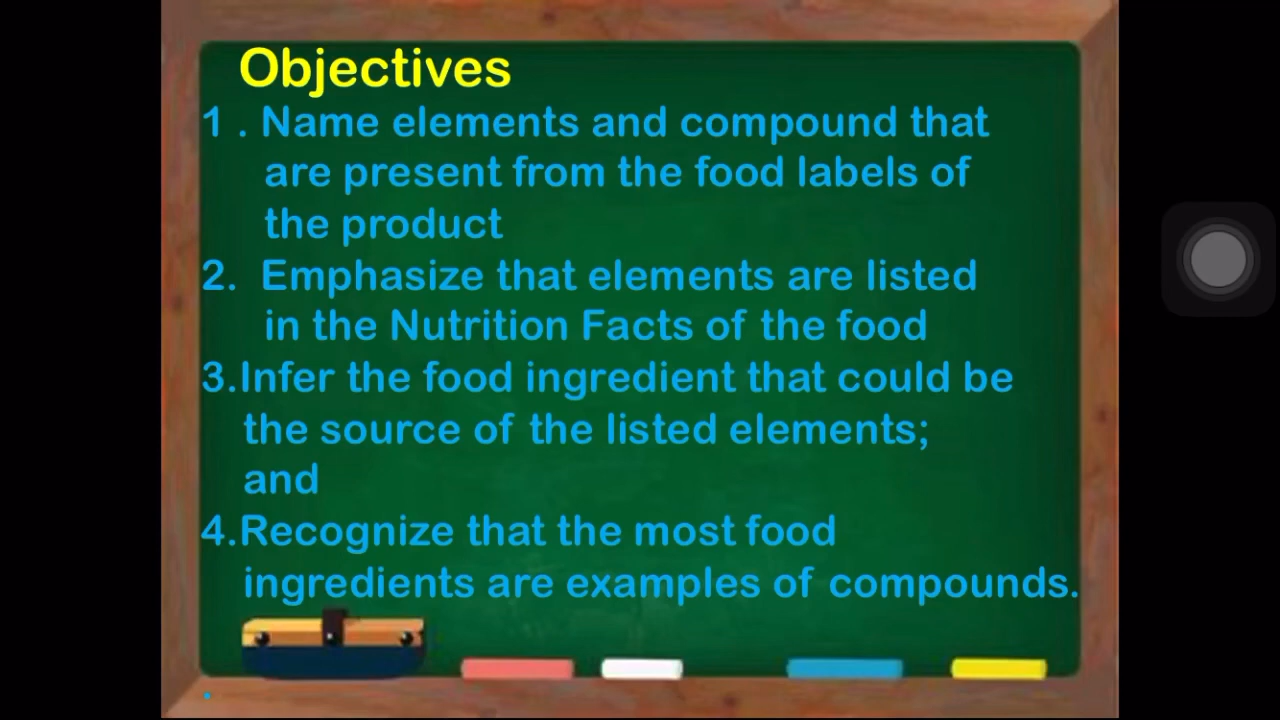 Objectives
1 . Name elements and compound that
are present from the food labels of
the product
2. Emphasize that elements are listed
in the Nutrition Facts of the food
3.Infer the food ingredient that could be
the source of the listed elements;
and
4.Recognize that the most food
ingredients are examples of compounds.
.